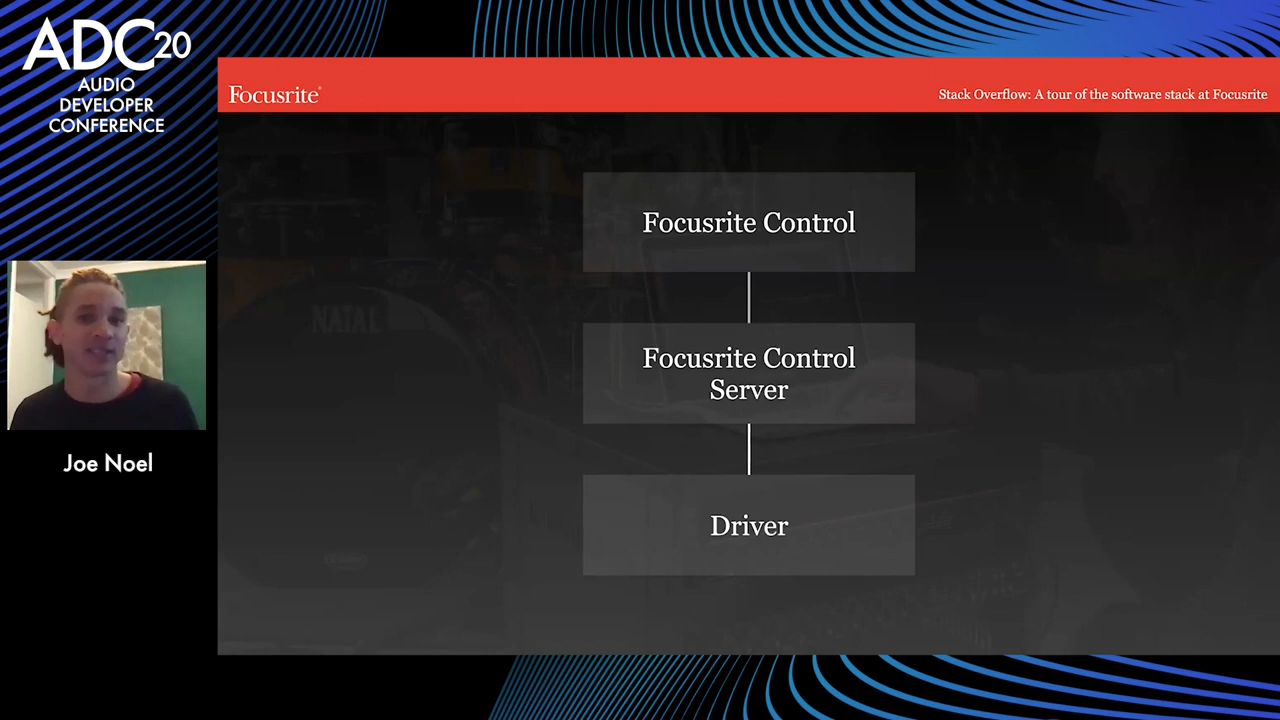 ADC20
AUDIO
DEVELOPER
CONFERENCE
Focusrite®
Stack Overflow: A tour of the software stack at Focusrite
Focusrite Control
NATAL
Focusrite Control
Server
Driver
Joe Noel